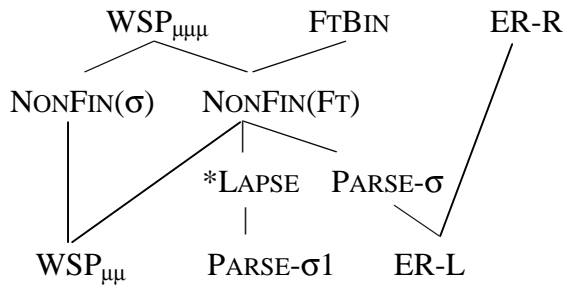 WSPμμμ FTBIN ER-R
NONFIN(σ) NONFIN(FT)
*LAPSE PARSE-σ
WSPμμ PARSE-σ1 ER-L